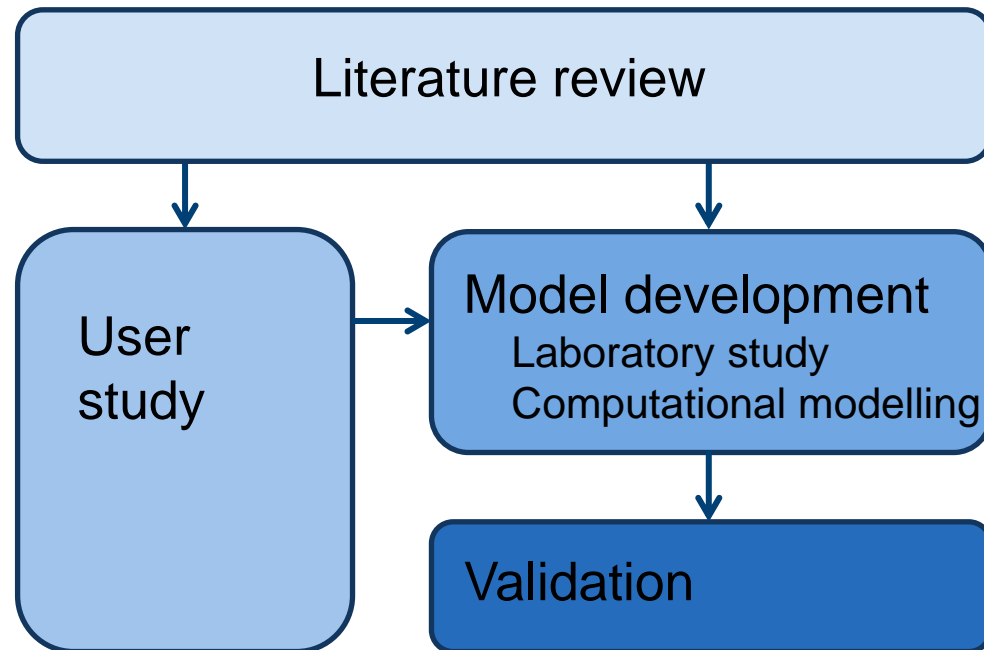 Literature review
User
study
Model development
Laboratory study
Computational modelling
Validation